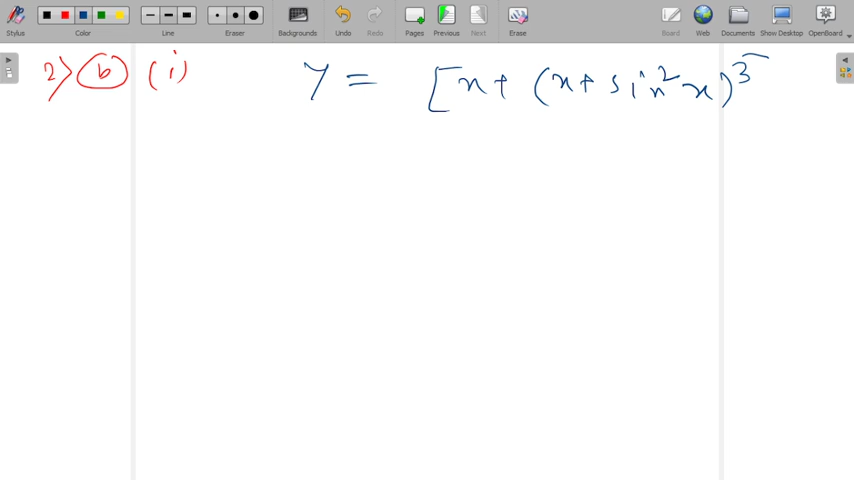 Stylus Color Line Eraser Backgrounds Undo Redo Pages Previous Next Erase Board Web Documents Show Desktop OpenBoard
2) b (i) y = [x + (x + sin²x)³